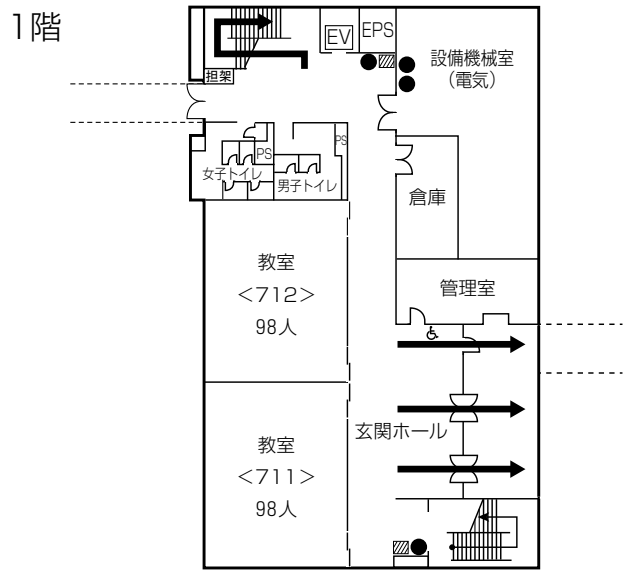 1階
EV
EPS
設備機械室
（電気）
担架
PS
PS
女子トイレ
男子トイレ
倉庫
教室
＜712＞
98人
管理室
玄関ホール
教室
＜711＞
98人